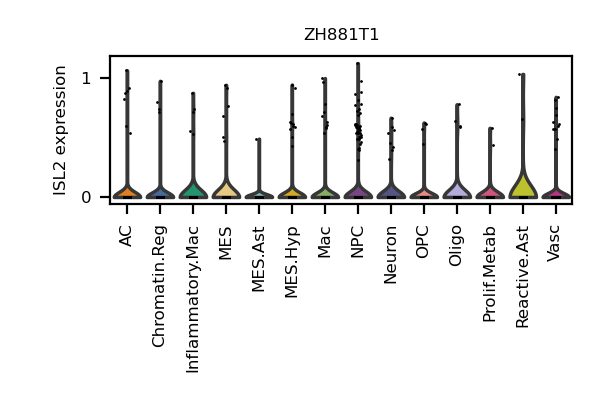 ZH881T1
ISL2 expression
1
0
AC
Chromatin.Reg
Inflammatory.Mac
MES
MES.Ast
MES.Hyp
Mac
NPC
Neuron
OPC
Oligo
Prolif.Metab
Reactive.Ast
Vasc